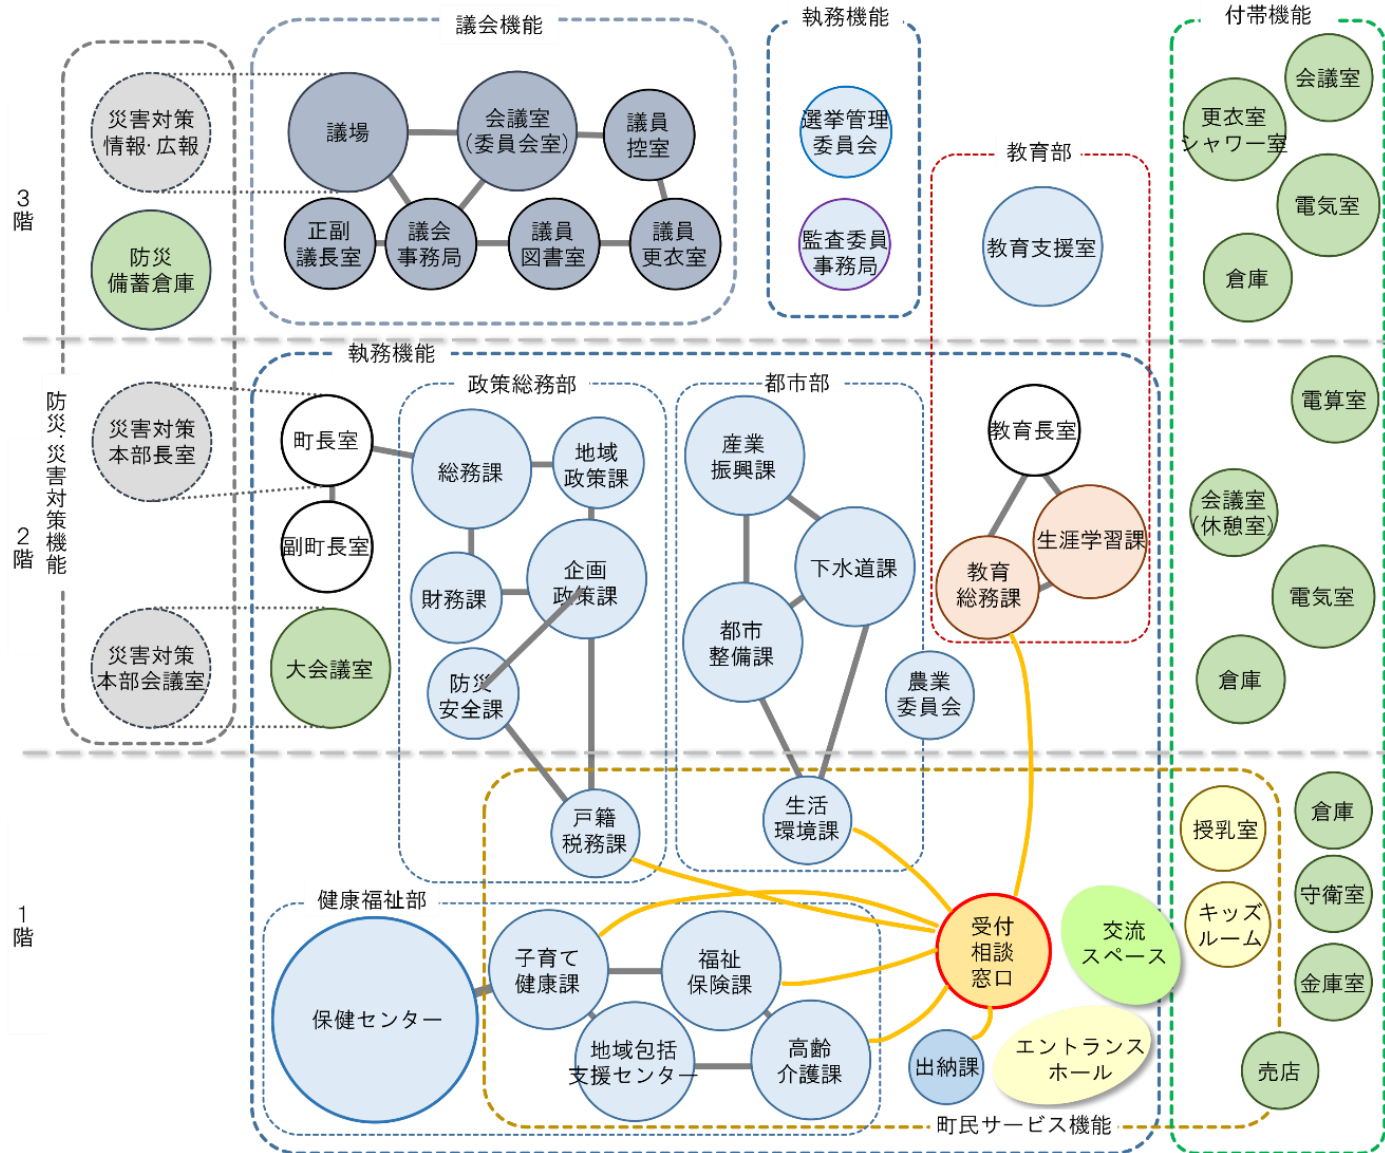 議会機能
執務機能
付帯機能
3
階
災害対策
情報・広報
防災
備蓄倉庫
議場
会議室
(委員会室)
議員
控室
正副
議長室
議会
事務局
議員
図書室
議員
更衣室
選挙管理
委員会
監査委員
事務局
教育部
教育支援室
会議室
更衣室
シャワー室
電気室
倉庫
防災・災害対策機能
2
階
執務機能
災害対策
本部長室
災害対策
本部会議室
町長室
副町長室
大会議室
政策総務部
総務課
地域
政策課
財務課
企画
政策課
防災
安全課
都市部
産業
振興課
下水道課
都市
整備課
農業
委員会
教育長室
生涯学習課
教育
総務課
電算室
会議室
(休憩室)
電気室
倉庫
1
階
戸籍
税務課
生活
環境課
健康福祉部
保健センター
子育て
健康課
福祉
保険課
地域包括
支援センター
高齢
介護課
受付
相談
窓口
出納課
交流
スペース
エントランス
ホール
町民サービス機能
授乳室
キッズ
ルーム
倉庫
守衛室
金庫室
売店